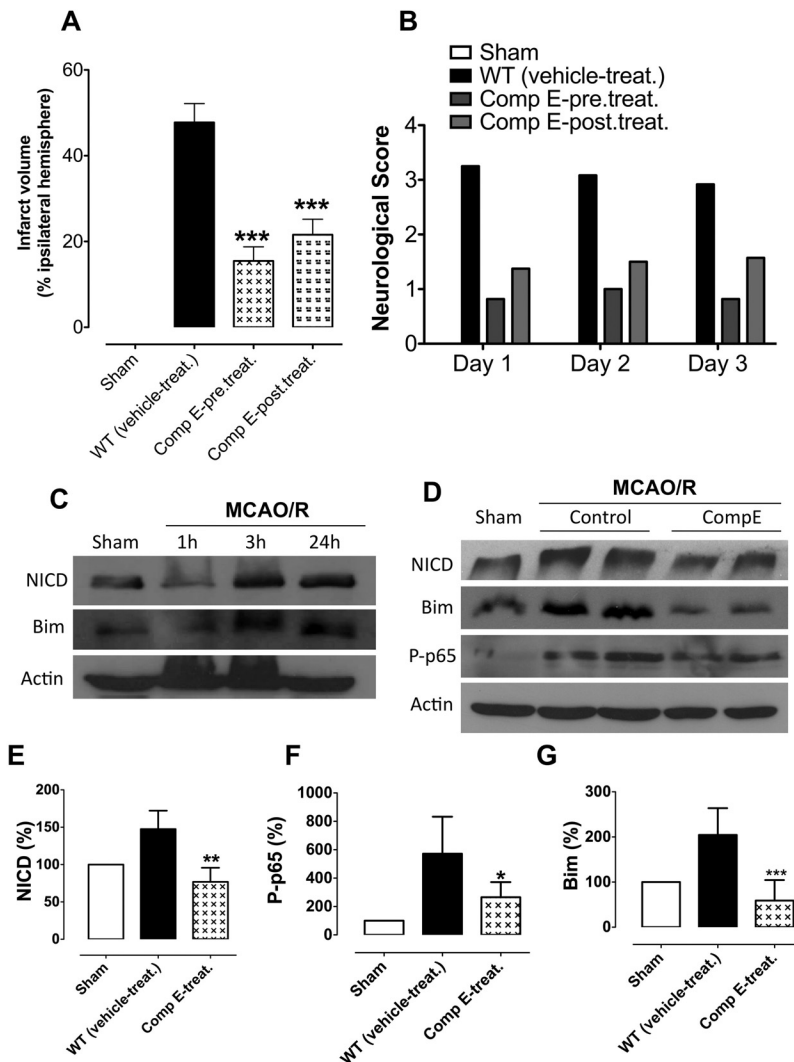 A
60
40
20
0
Infarct volume
(% ipsilateral hemisphere)
***
***
Sham
WT (vehicle-treat.)
Comp E-pre.treat.
Comp E-post.treat.
B
Sham
WT (vehicle-treat.)
Comp E-pre.treat.
Comp E-post.treat.
4
3
2
1
0
Neurological Score
Day 1
Day 2
Day 3
C
MCAO/R
Sham 1h 3h 24h
NICD
Bim
Actin
D
MCAO/R
Sham Control CompE
NICD
Bim
P-p65
Actin
E
200
150
100
50
0
NICD (%)
**
Sham
WT (vehicle-treat.)
Comp E-treat.
F
1000
800
600
400
200
0
P-p65 (%)
*
Sham
WT (vehicle-treat.)
Comp E-treat.
G
300
200
100
0
Bim (%)
***
Sham
WT (vehicle-treat.)
Comp E-treat.